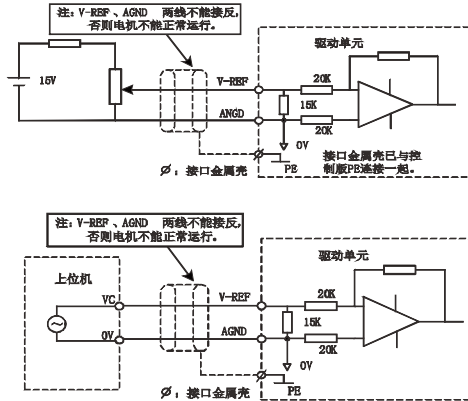 注：V-REF 、AGND 两线不能接反，
否则电机不能正常运行。
驱动单元
15V
V-REF
20K
15K
ANGD
20K
0V
接口金属壳已与控
制版PE连接一起。
Ø：接口金属壳
PE
注：V-REF 、AGND 两线不能接反，
否则电机不能正常运行。
驱动单元
上位机
VC
V-REF
20K
15K
0V
AGND
20K
0V
Ø：接口金属壳
PE